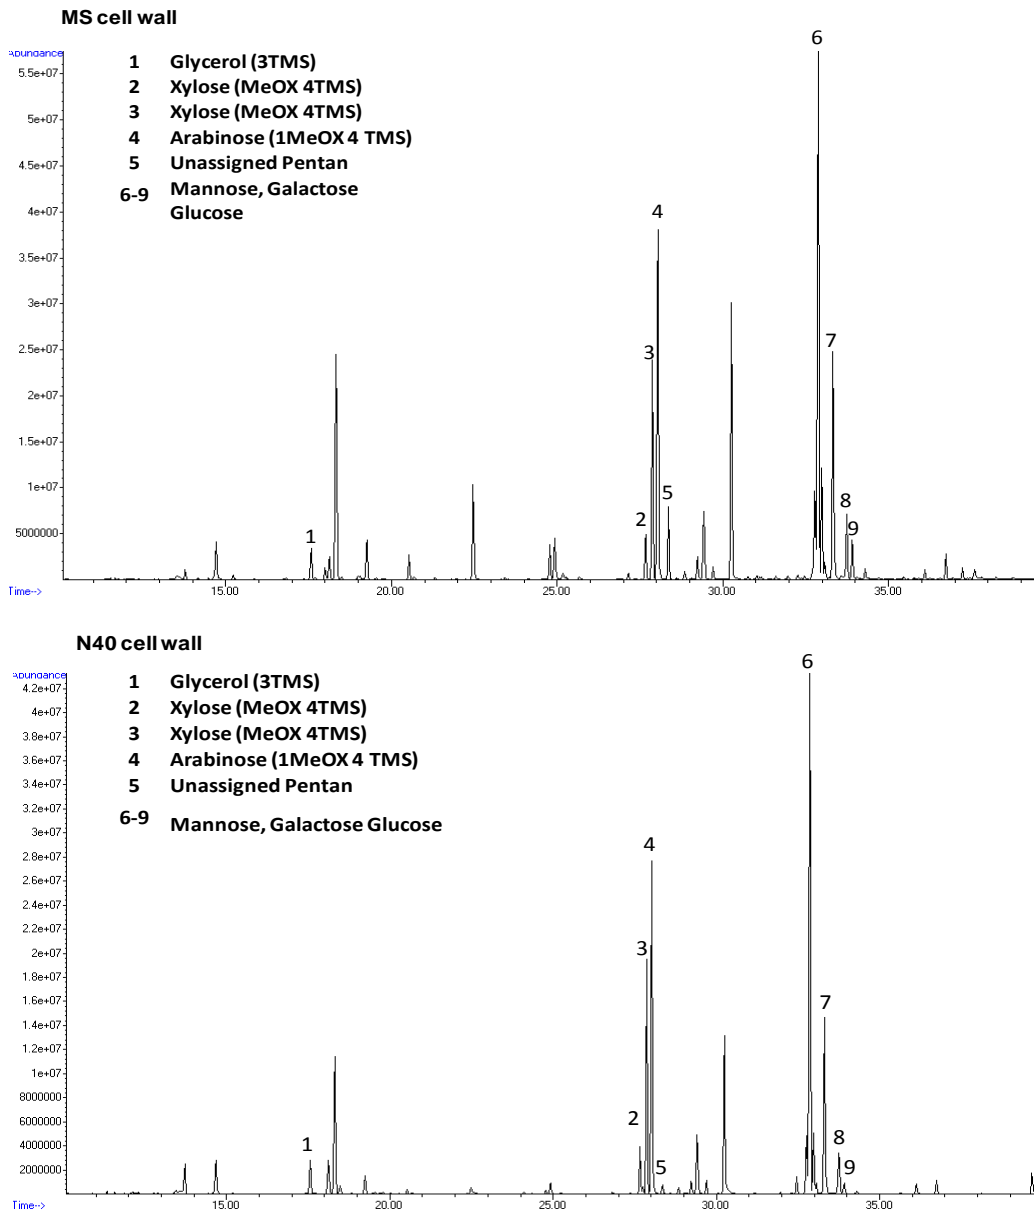 MS cell wall
Abundance
1 Glycerol (3TMS)
2 Xylose (MeOX 4TMS)
3 Xylose (MeOX 4TMS)
4 Arabinose (1MeOX 4 TMS)
5 Unassigned Pentan
6-9 Mannose, Galactose
Glucose
5.5e+07
5e+07
4.5e+07
4e+07
3.5e+07
3e+07
2.5e+07
2e+07
1.5e+07
1e+07
5000000
1
2
3
4
5
6
7
8
9
Time-->
15.00 20.00 25.00 30.00 35.00
N40 cell wall
Abundance
1 Glycerol (3TMS)
2 Xylose (MeOX 4TMS)
3 Xylose (MeOX 4TMS)
4 Arabinose (1MeOX 4 TMS)
5 Unassigned Pentan
6-9 Mannose, Galactose Glucose
4.2e+07
4e+07
3.8e+07
3.6e+07
3.4e+07
3.2e+07
3e+07
2.8e+07
2.6e+07
2.4e+07
2.2e+07
2e+07
1.8e+07
1.6e+07
1.4e+07
1.2e+07
1e+07
8000000
6000000
4000000
2000000
1
2
3
4
5
6
7
8
9
Time-->
15.00 20.00 25.00 30.00 35.00